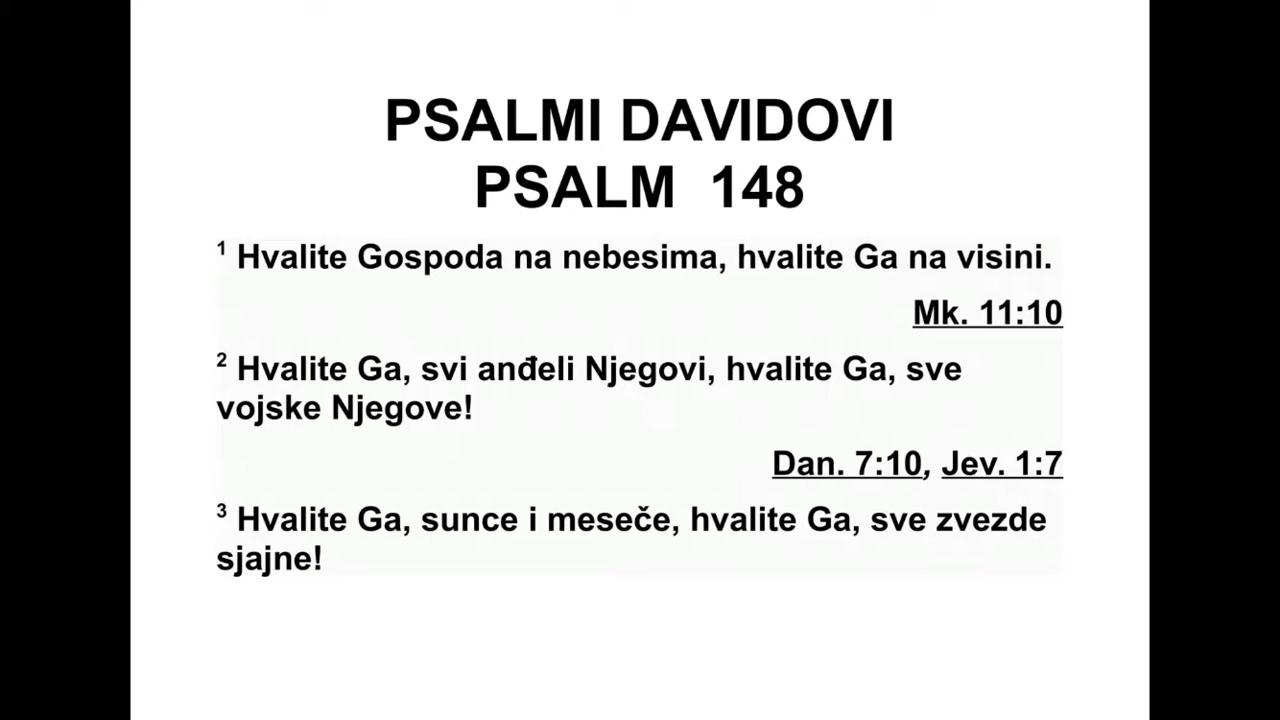 PSALMI DAVIDOVI
PSALM 148
¹ Hvalite Gospoda na nebesima, hvalite Ga na visini.
Mk. 11:10
² Hvalite Ga, svi anđeli Njegovi, hvalite Ga, sve
vojske Njegove!
Dan. 7:10, Jev. 1:7
³ Hvalite Ga, sunce i meseče, hvalite Ga, sve zvezde
sjajne!